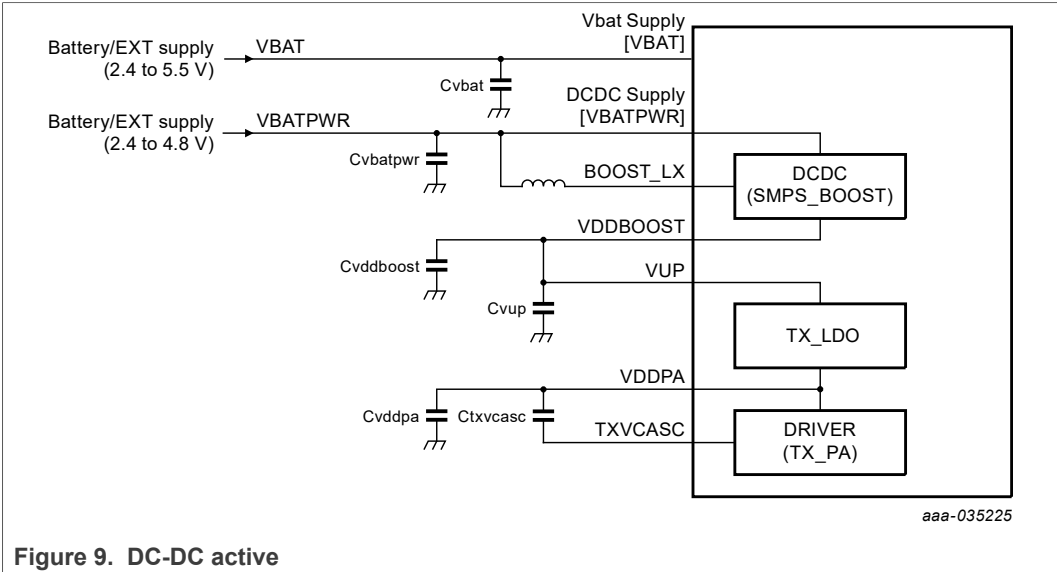 Vbat Supply
[VBAT]
Battery/EXT supply
(2.4 to 5.5 V)
VBAT
Cvbat
DCDC Supply
[VBATPWR]
Battery/EXT supply
(2.4 to 4.8 V)
VBATPWR
Cvbatpwr
BOOST_LX
DCDC
(SMPS_BOOST)
VDDBOOST
Cvddboost
VUP
Cvup
TX_LDO
VDDPA
Cvddpa
Ctxvcasc
TXVCASC
DRIVER
(TX_PA)
aaa-035225
Figure 9. DC-DC active